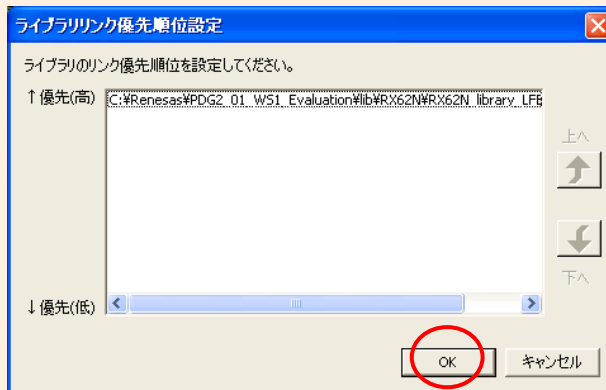 ライブラリリンク優先順位設定
ライブラリのリンク優先順位を設定してください。
↑優先(高)
C:¥Renesas¥PDG2_01_WS1_Evaluation¥lib¥RX62N¥RX62N_library_LFE
上へ
下へ
↓優先(低)
OK
キャンセル